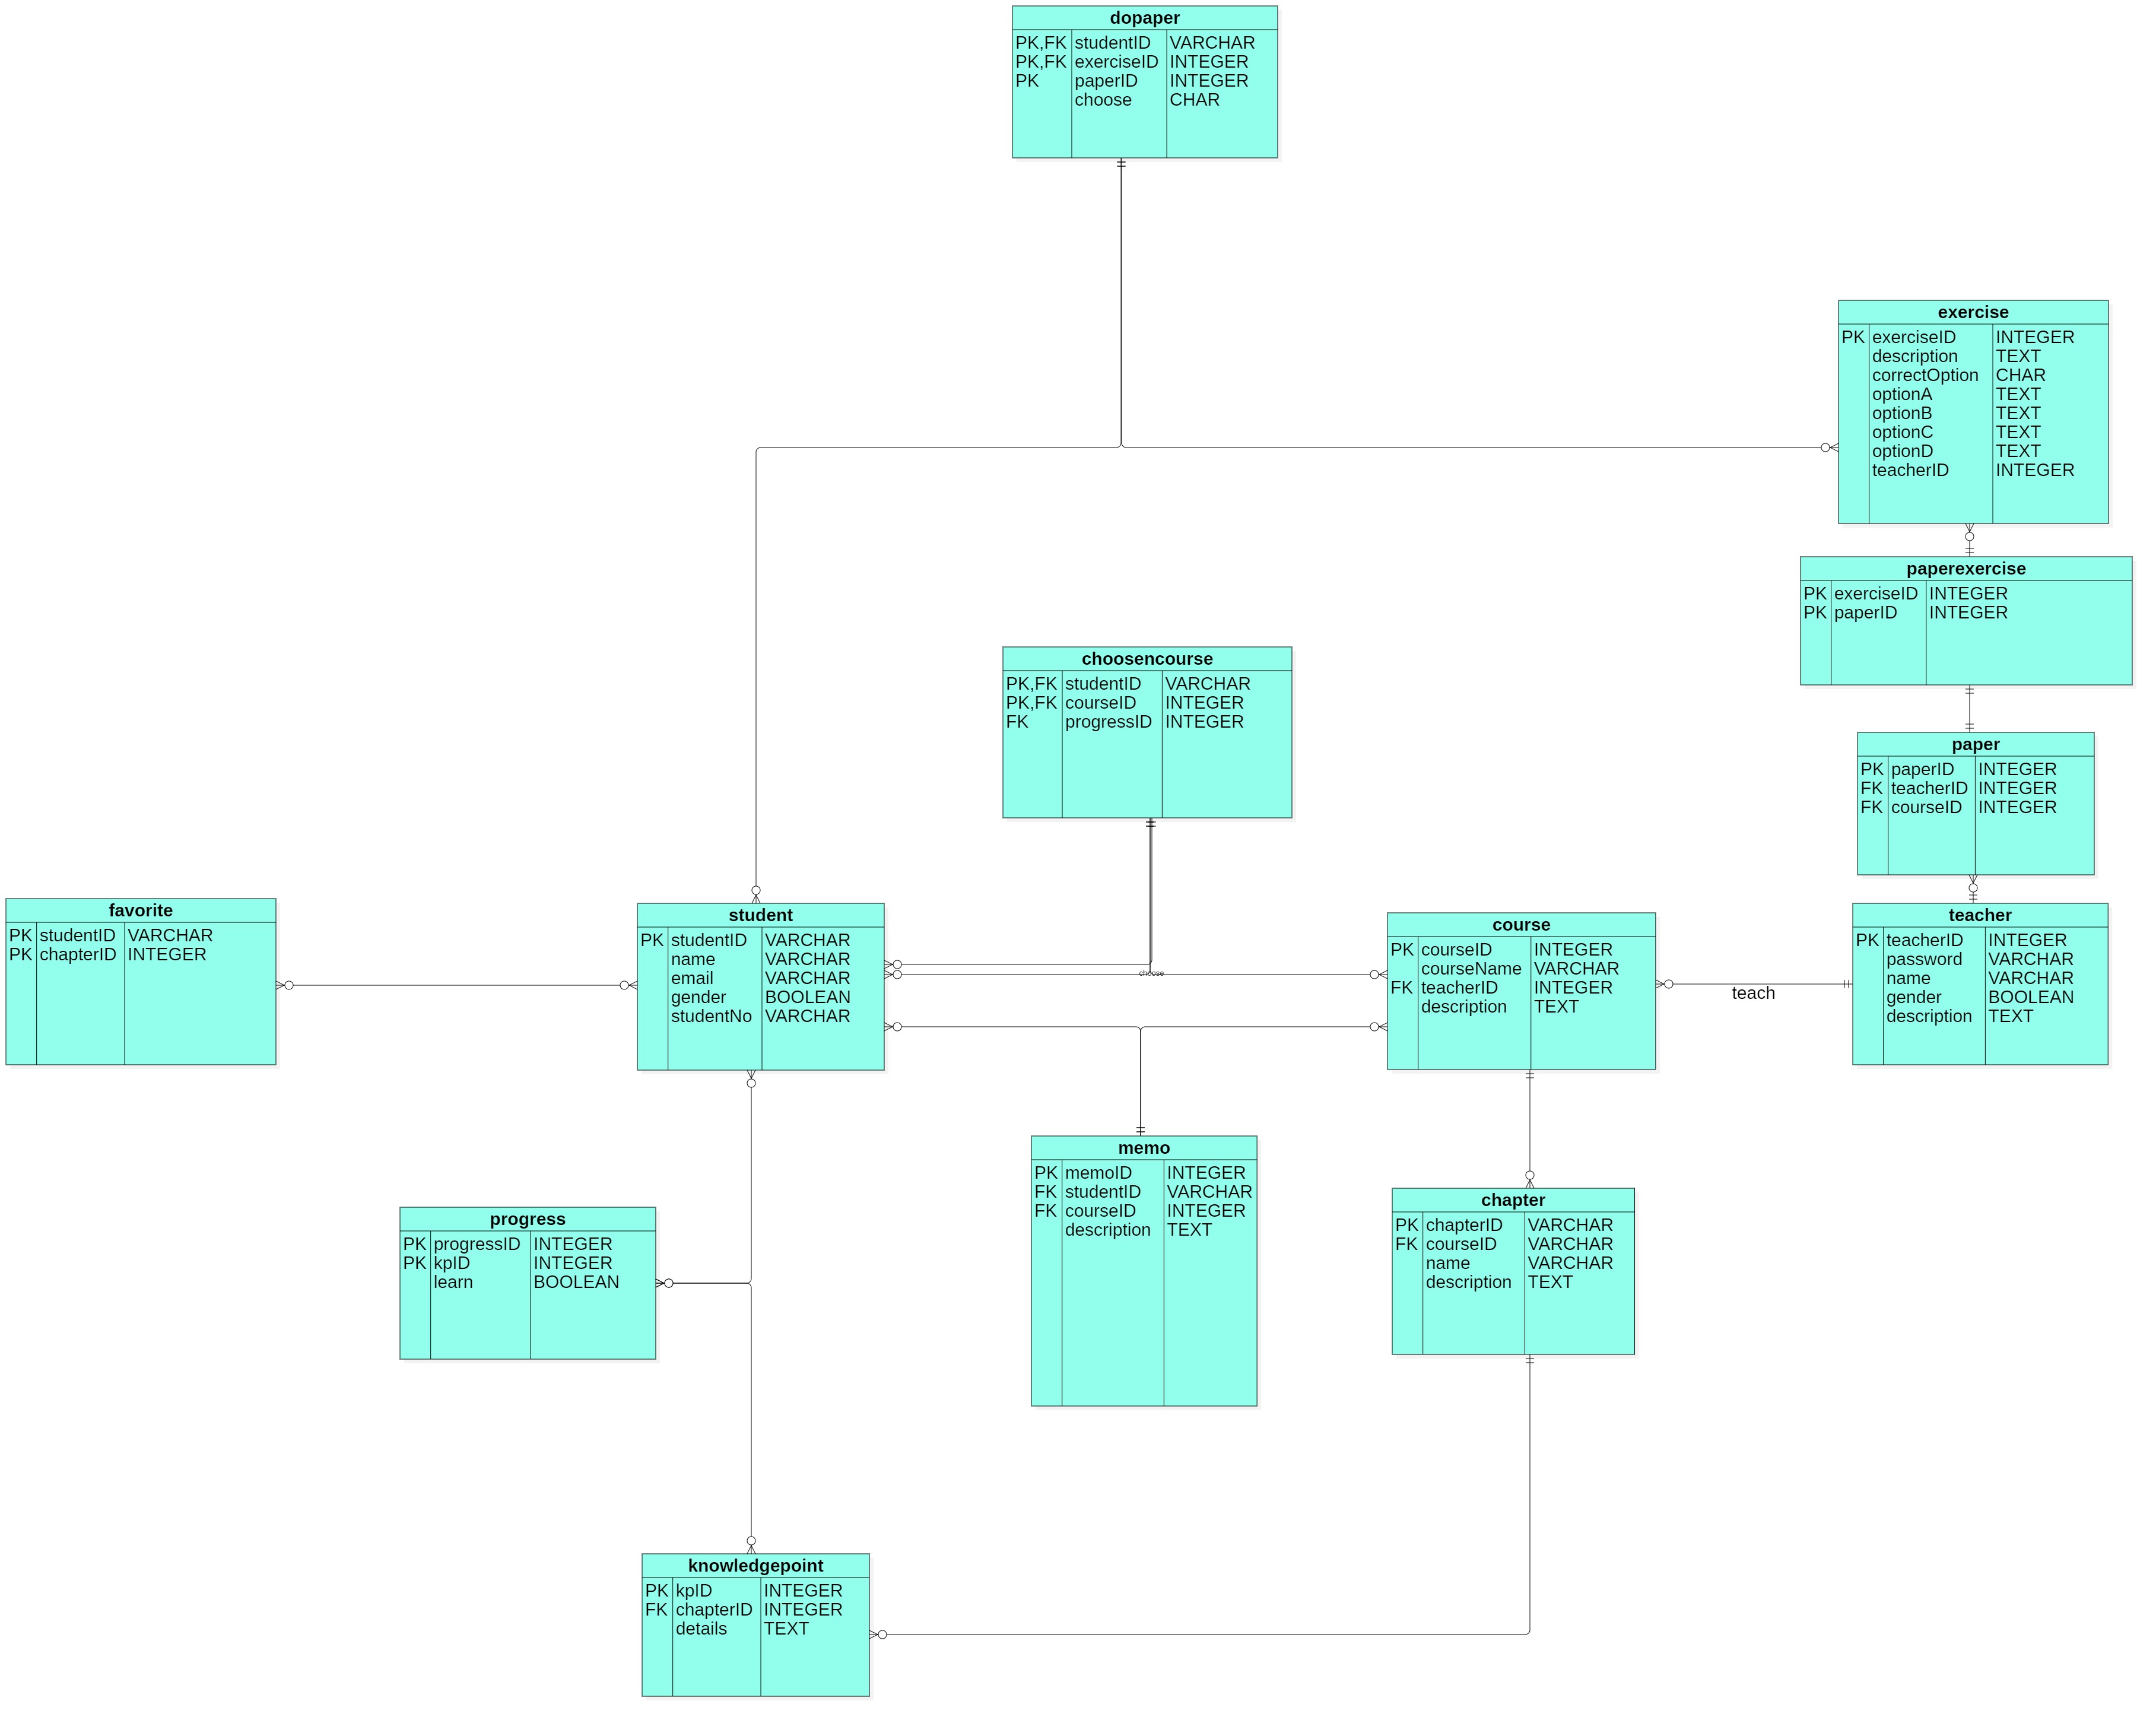 dopaper
PK,FK studentID VARCHAR
PK,FK exerciseID INTEGER
PK paperID INTEGER
choose CHAR
exercise
PK exerciseID INTEGER
description TEXT
correctOption CHAR
optionA TEXT
optionB TEXT
optionC TEXT
optionD TEXT
teacherID INTEGER
paperexercise
PK exerciseID INTEGER
PK paperID INTEGER
choosencourse
PK,FK studentID VARCHAR
PK,FK courseID INTEGER
FK progressID INTEGER
paper
PK paperID INTEGER
FK teacherID INTEGER
FK courseID INTEGER
favorite
PK studentID VARCHAR
PK chapterID INTEGER
student
PK studentID VARCHAR
name VARCHAR
email VARCHAR
gender BOOLEAN
studentNo VARCHAR
choose
course
PK courseID INTEGER
courseName VARCHAR
FK teacherID INTEGER
description TEXT
teach
teacher
PK teacherID INTEGER
password VARCHAR
name VARCHAR
gender BOOLEAN
description TEXT
memo
PK memoID INTEGER
FK studentID VARCHAR
FK courseID INTEGER
description TEXT
chapter
PK chapterID VARCHAR
FK courseID VARCHAR
name VARCHAR
description TEXT
progress
PK progressID INTEGER
PK kpID INTEGER
learn BOOLEAN
knowledgepoint
PK kpID INTEGER
FK chapterID INTEGER
details TEXT